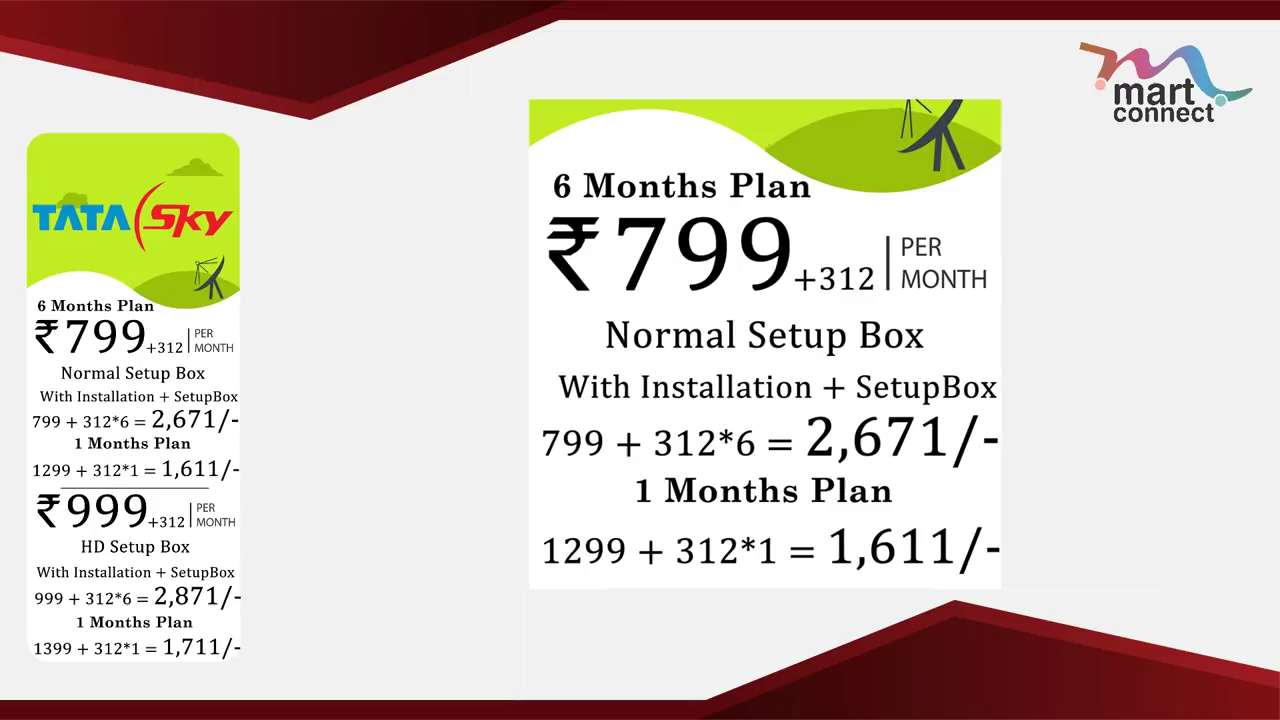 mart
connect
TATA Sky
6 Months Plan
₹799+312 | PER MONTH
Normal Setup Box
With Installation + SetupBox
799 + 312*6 = 2,671/-
1 Months Plan
1299 + 312*1 = 1,611/-
₹999+312 | PER MONTH
HD Setup Box
With Installation + SetupBox
999 + 312*6 = 2,871/-
1 Months Plan
1399 + 312*1 = 1,711/-
6 Months Plan
₹799+312 | PER MONTH
Normal Setup Box
With Installation + SetupBox
799 + 312*6 = 2,671/-
1 Months Plan
1299 + 312*1 = 1,611/-